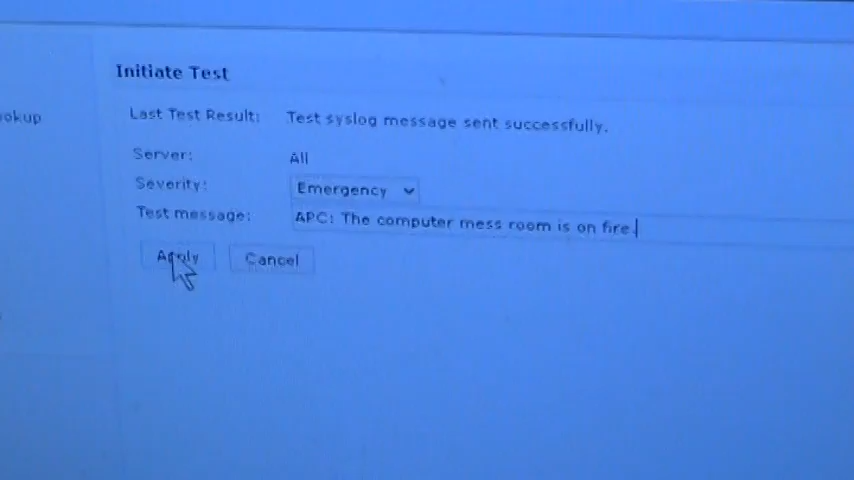 Initiate Test
ookup
Last Test Result: Test syslog message sent successfully.
Server: All
Severity: Emergency
Test message: APC: The computer mess room is on fire.
Apply Cancel